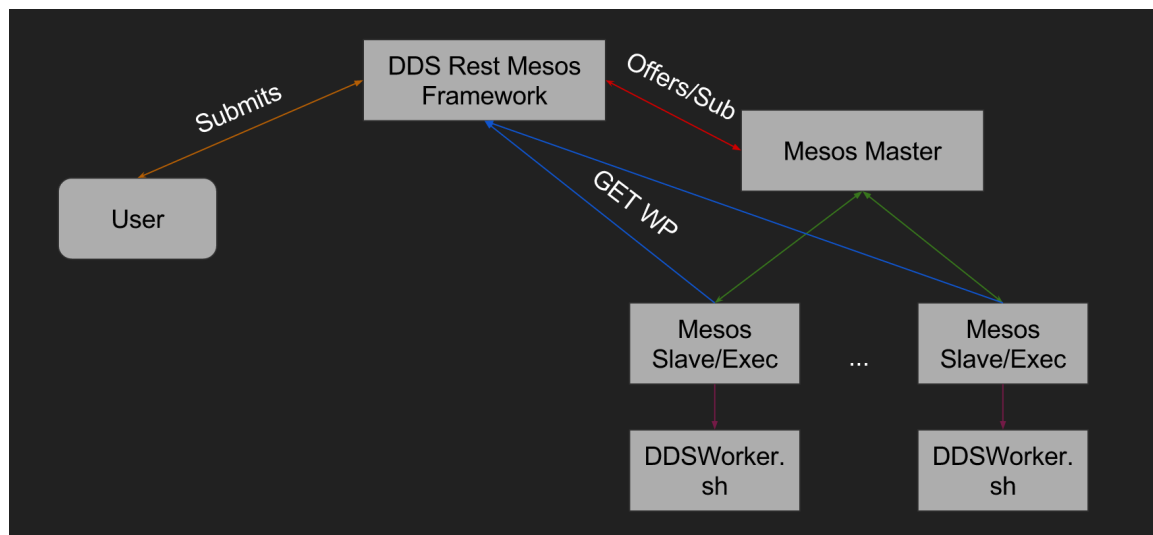 DDS Rest Mesos
Framework
Offers/Sub
Submits
Mesos Master
GET WP
User
Mesos
Slave/Exec
...
Mesos
Slave/Exec
DDSWorker.
sh
DDSWorker.
sh